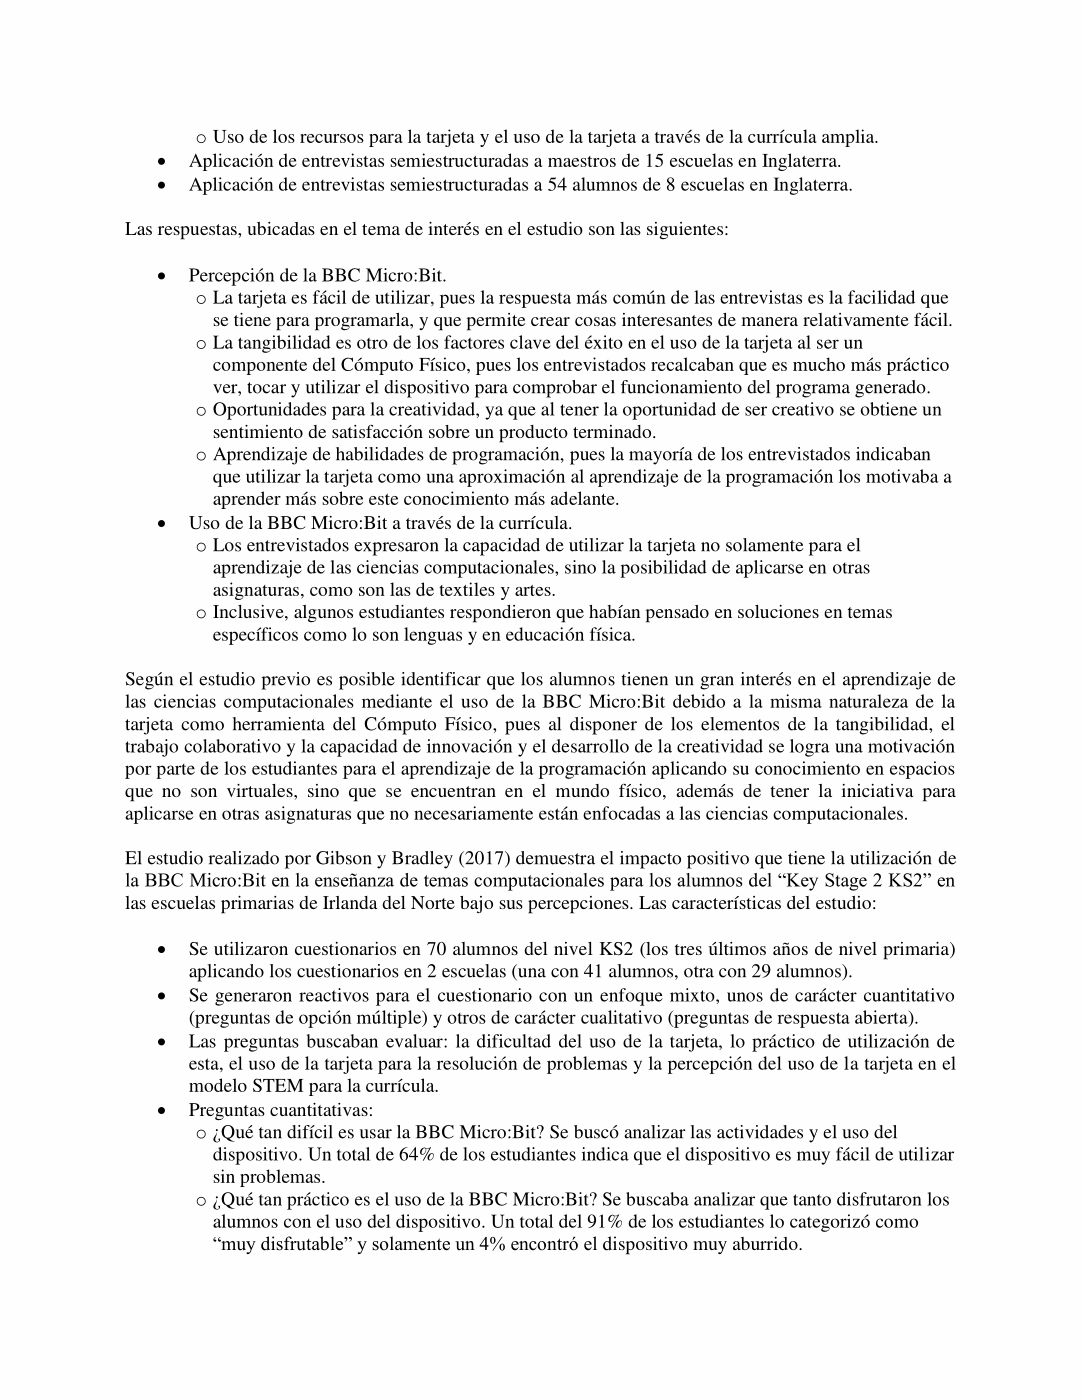 o Uso de los recursos para la tarjeta y el uso de la tarjeta a través de la currícula amplia.
• Aplicación de entrevistas semiestructuradas a maestros de 15 escuelas en Inglaterra.
• Aplicación de entrevistas semiestructuradas a 54 alumnos de 8 escuelas en Inglaterra.
Las respuestas, ubicadas en el tema de interés en el estudio son las siguientes:
• Percepción de la BBC Micro:Bit.
o La tarjeta es fácil de utilizar, pues la respuesta más común de las entrevistas es la facilidad que
se tiene para programarla, y que permite crear cosas interesantes de manera relativamente fácil.
o La tangibilidad es otro de los factores clave del éxito en el uso de la tarjeta al ser un
componente del Cómputo Físico, pues los entrevistados recalcaban que es mucho más práctico
ver, tocar y utilizar el dispositivo para comprobar el funcionamiento del programa generado.
o Oportunidades para la creatividad, ya que al tener la oportunidad de ser creativo se obtiene un
sentimiento de satisfacción sobre un producto terminado.
o Aprendizaje de habilidades de programación, pues la mayoría de los entrevistados indicaban
que utilizar la tarjeta como una aproximación al aprendizaje de la programación los motivaba a
aprender más sobre este conocimiento más adelante.
• Uso de la BBC Micro:Bit a través de la currícula.
o Los entrevistados expresaron la capacidad de utilizar la tarjeta no solamente para el
aprendizaje de las ciencias computacionales, sino la posibilidad de aplicarse en otras
asignaturas, como son las de textiles y artes.
o Inclusive, algunos estudiantes respondieron que habían pensado en soluciones en temas
específicos como lo son lenguas y en educación física.
Según el estudio previo es posible identificar que los alumnos tienen un gran interés en el aprendizaje de
las ciencias computacionales mediante el uso de la BBC Micro:Bit debido a la misma naturaleza de la
tarjeta como herramienta del Cómputo Físico, pues al disponer de los elementos de la tangibilidad, el
trabajo colaborativo y la capacidad de innovación y el desarrollo de la creatividad se logra una motivación
por parte de los estudiantes para el aprendizaje de la programación aplicando su conocimiento en espacios
que no son virtuales, sino que se encuentran en el mundo físico, además de tener la iniciativa para
aplicarse en otras asignaturas que no necesariamente están enfocadas a las ciencias computacionales.
El estudio realizado por Gibson y Bradley (2017) demuestra el impacto positivo que tiene la utilización de
la BBC Micro:Bit en la enseñanza de temas computacionales para los alumnos del “Key Stage 2 KS2” en
las escuelas primarias de Irlanda del Norte bajo sus percepciones. Las características del estudio:
• Se utilizaron cuestionarios en 70 alumnos del nivel KS2 (los tres últimos años de nivel primaria)
aplicando los cuestionarios en 2 escuelas (una con 41 alumnos, otra con 29 alumnos).
• Se generaron reactivos para el cuestionario con un enfoque mixto, unos de carácter cuantitativo
(preguntas de opción múltiple) y otros de carácter cualitativo (preguntas de respuesta abierta).
• Las preguntas buscaban evaluar: la dificultad del uso de la tarjeta, lo práctico de utilización de
esta, el uso de la tarjeta para la resolución de problemas y la percepción del uso de la tarjeta en el
modelo STEM para la currícula.
• Preguntas cuantitativas:
o ¿Qué tan difícil es usar la BBC Micro:Bit? Se buscó analizar las actividades y el uso del
dispositivo. Un total de 64% de los estudiantes indica que el dispositivo es muy fácil de utilizar
sin problemas.
o ¿Qué tan práctico es el uso de la BBC Micro:Bit? Se buscaba analizar que tanto disfrutaron los
alumnos con el uso del dispositivo. Un total del 91% de los estudiantes lo categorizó como
“muy disfrutable” y solamente un 4% encontró el dispositivo muy aburrido.